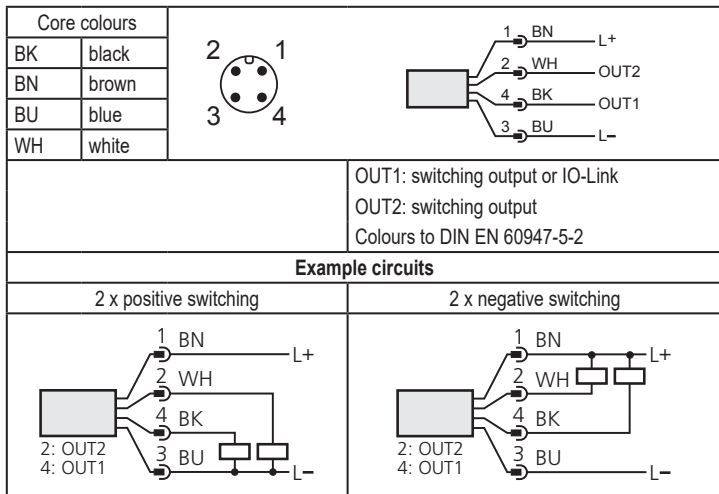 Core colours
BK black
BN brown
BU blue
WH white
2 1
3 4
1 BN L+
2 WH OUT2
4 BK OUT1
3 BU L–
OUT1: switching output or IO-Link
OUT2: switching output
Colours to DIN EN 60947-5-2
Example circuits
2 x positive switching
1 BN L+
2 WH
4 BK
3 BU L–
2: OUT2
4: OUT1
2 x negative switching
1 BN L+
2 WH
4 BK
3 BU L–
2: OUT2
4: OUT1